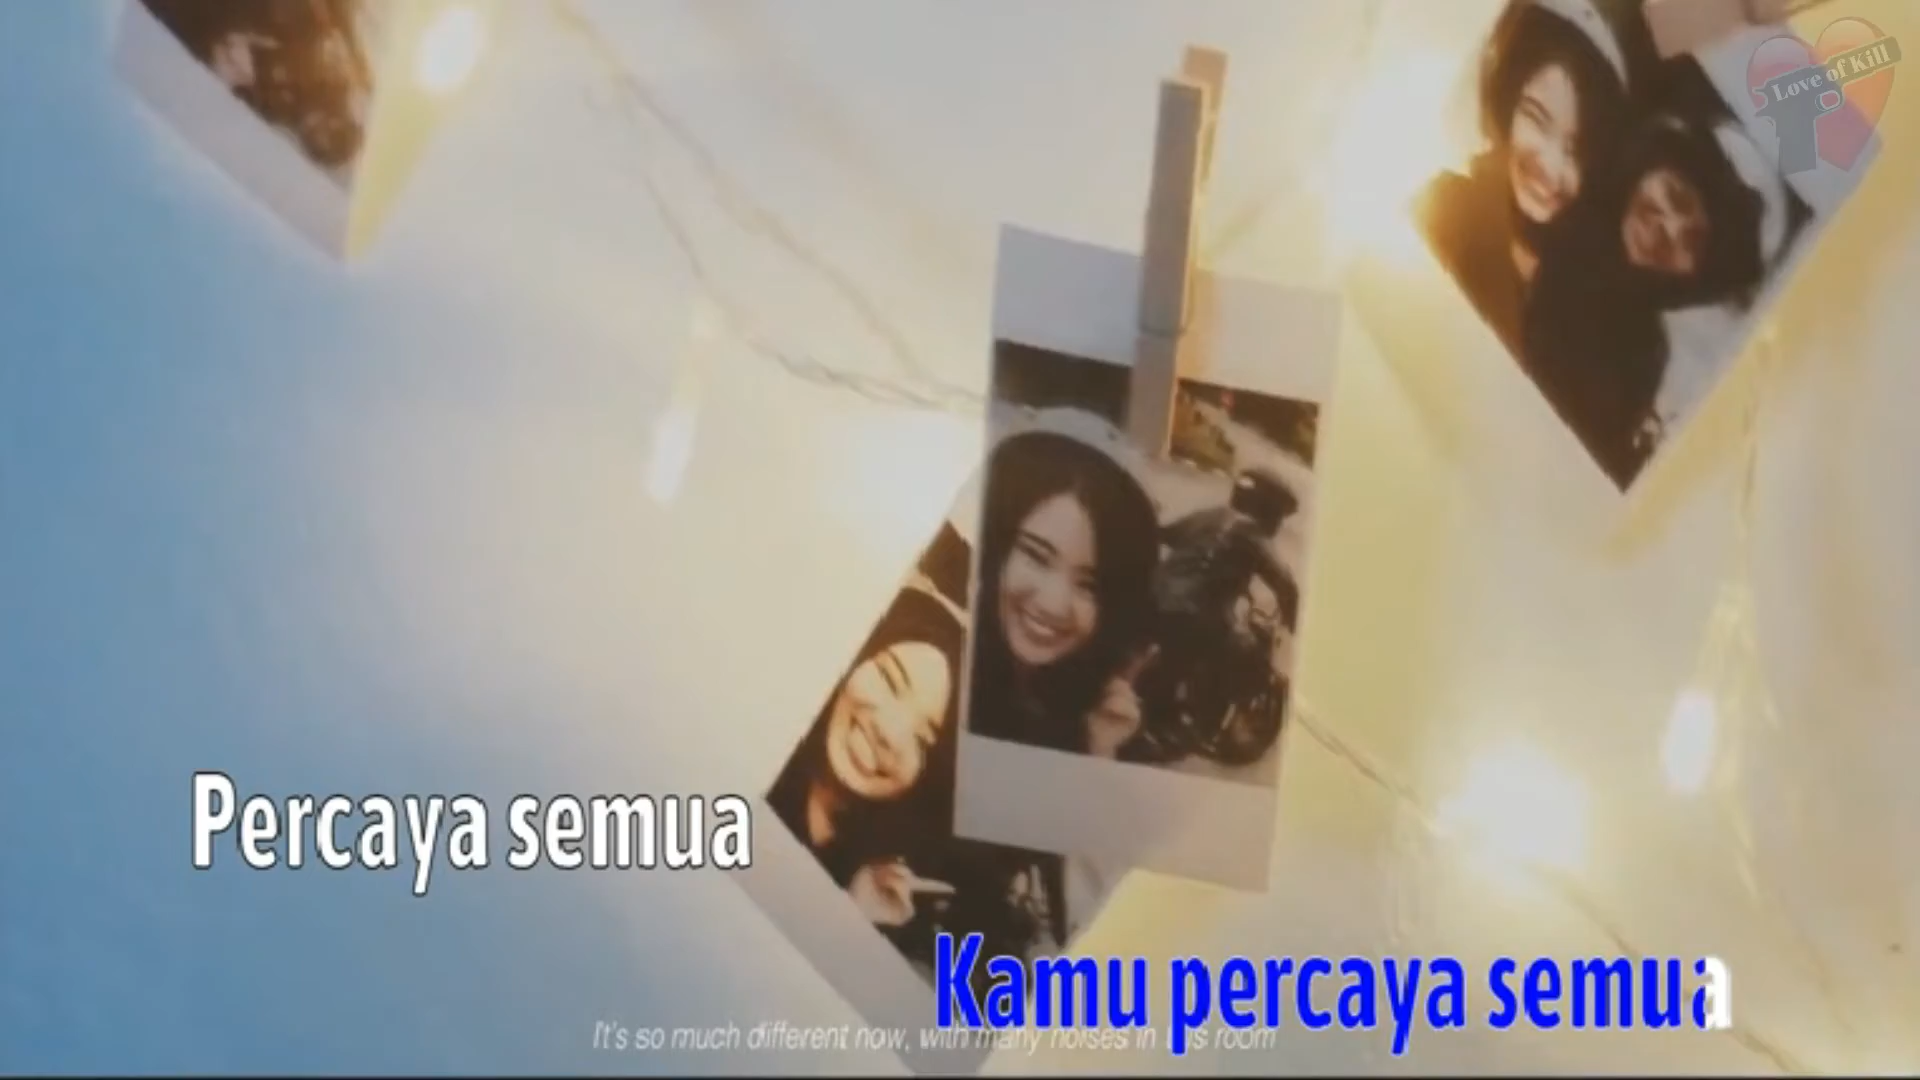 Love of Kill
Percaya semua
Kamu percaya semua
It's so much different now, with many noises in this room